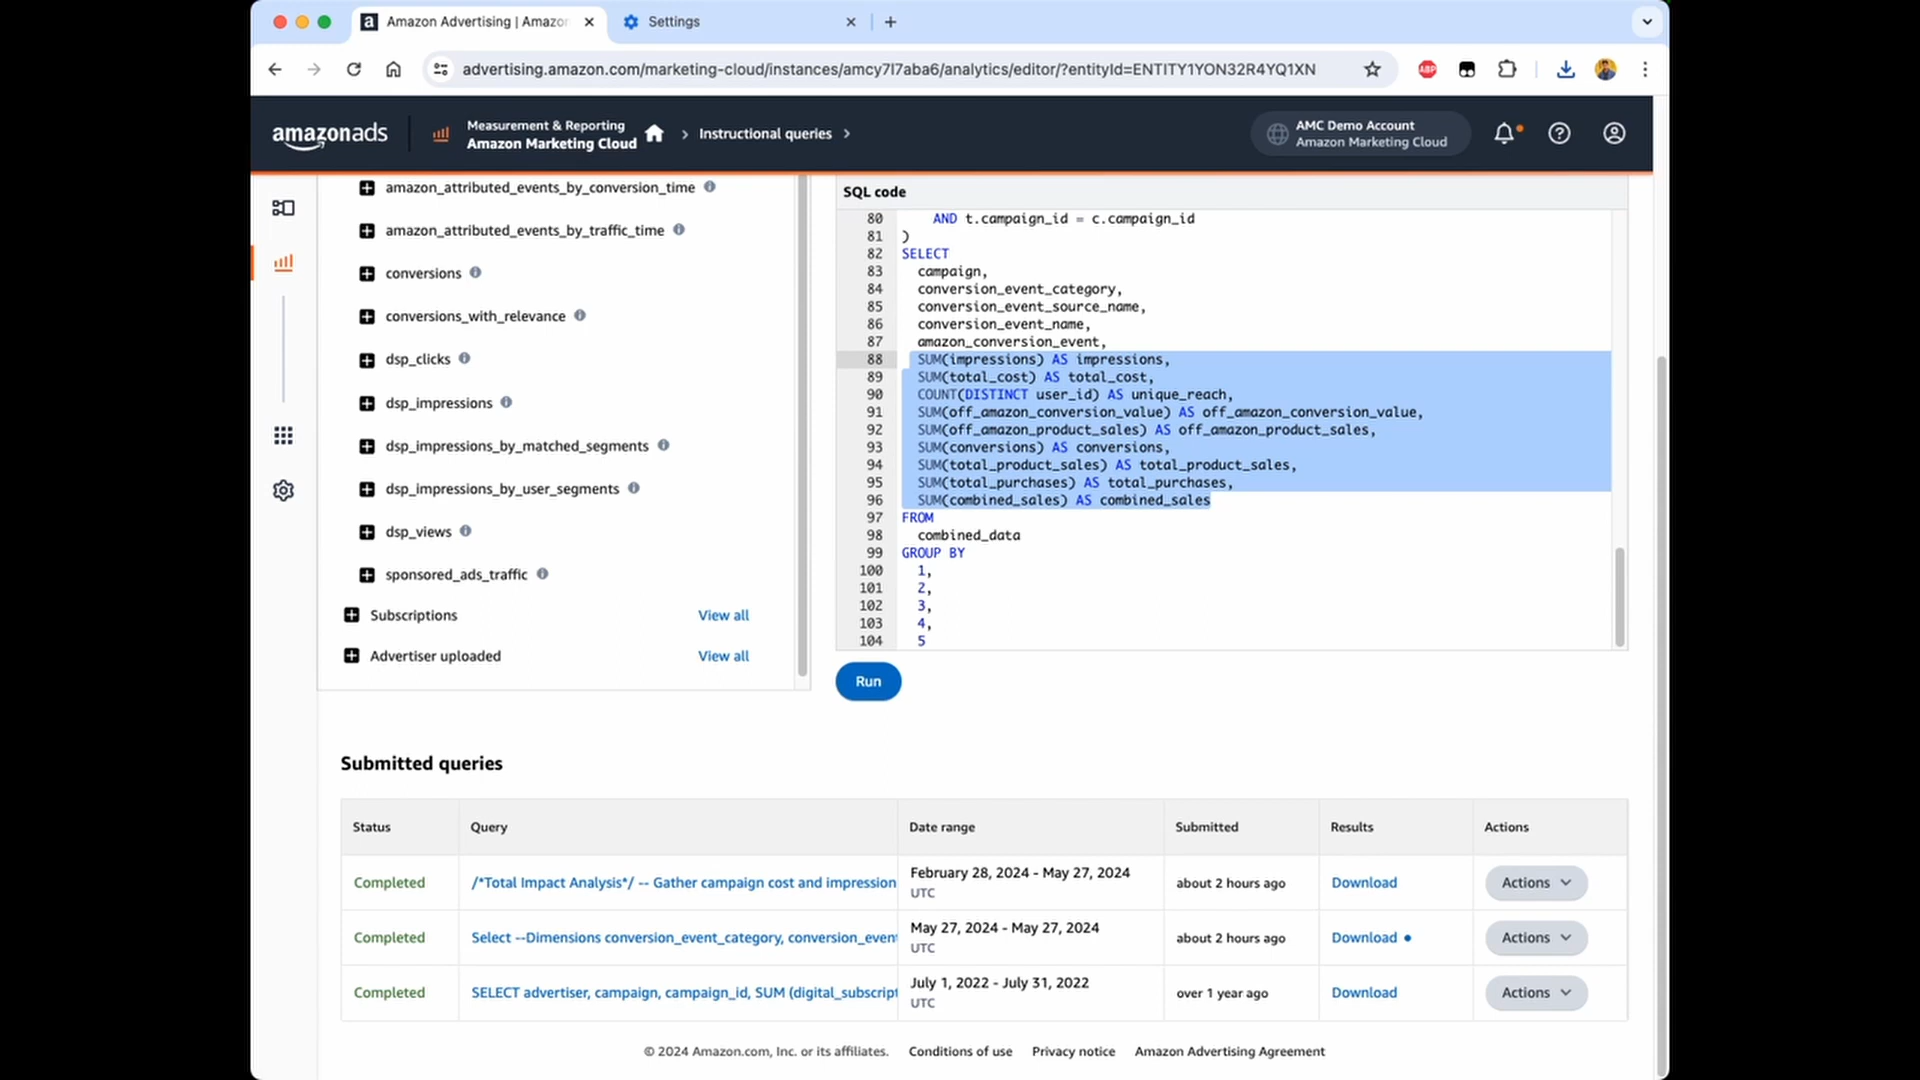 Amazon Advertising | Amazon
Settings
advertising.amazon.com/marketing-cloud/instances/amcy7l7aba6/analytics/editor/?entityId=ENTITY1YON32R4YQ1XN
ABP
amazonads
Measurement & Reporting
Amazon Marketing Cloud
Instructional queries
AMC Demo Account
Amazon Marketing Cloud
amazon_attributed_events_by_conversion_time
amazon_attributed_events_by_traffic_time
conversions
conversions_with_relevance
dsp_clicks
dsp_impressions
dsp_impressions_by_matched_segments
dsp_impressions_by_user_segments
dsp_views
sponsored_ads_traffic
Subscriptions View all
Advertiser uploaded View all
SQL code
80 AND t.campaign_id = c.campaign_id
81 )
82 SELECT
83 campaign,
84 conversion_event_category,
85 conversion_event_source_name,
86 conversion_event_name,
87 amazon_conversion_event,
88 SUM(impressions) AS impressions,
89 SUM(total_cost) AS total_cost,
90 COUNT(DISTINCT user_id) AS unique_reach,
91 SUM(off_amazon_conversion_value) AS off_amazon_conversion_value,
92 SUM(off_amazon_product_sales) AS off_amazon_product_sales,
93 SUM(conversions) AS conversions,
94 SUM(total_product_sales) AS total_product_sales,
95 SUM(total_purchases) AS total_purchases,
96 SUM(combined_sales) AS combined_sales
97 FROM
98 combined_data
99 GROUP BY
100 1,
101 2,
102 3,
103 4,
104 5
Run
Submitted queries
Status Query Date range Submitted Results Actions
Completed /*Total Impact Analysis*/ -- Gather campaign cost and impression February 28, 2024 - May 27, 2024 about 2 hours ago Download Actions
UTC
Completed Select --Dimensions conversion_event_category, conversion_event May 27, 2024 - May 27, 2024 about 2 hours ago Download Actions
UTC
Completed SELECT advertiser, campaign, campaign_id, SUM (digital_subscript July 1, 2022 - July 31, 2022 over 1 year ago Download Actions
UTC
© 2024 Amazon.com, Inc. or its affiliates. Conditions of use Privacy notice Amazon Advertising Agreement